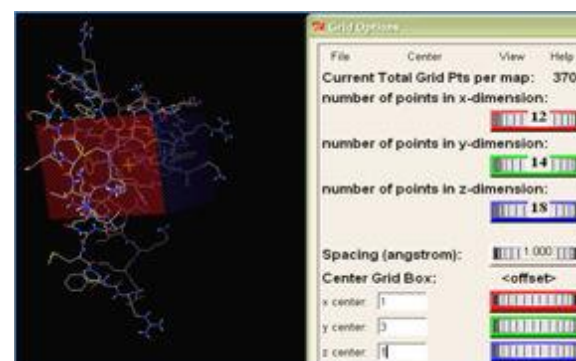 Grid Options
File Center View Help
Current Total Grid Pts per map: 370
number of points in x-dimension:
12
number of points in y-dimension:
14
number of points in z-dimension:
18
Spacing (angstrom): 1.000
Center Grid Box: <offset>
x center: 1
y center: 3
z center: 1